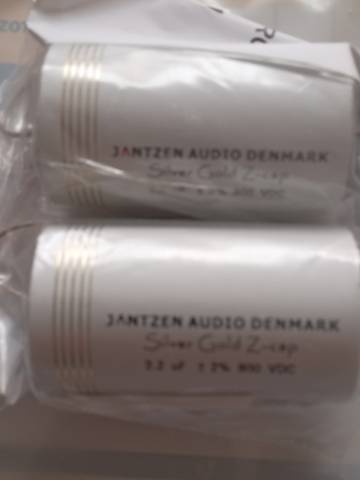 JANTZEN AUDIO DENMARK
Silver Gold Z-cap
JANTZEN AUDIO DENMARK
Silver Gold Z-cap
2.2 uF ± 2% 800 VDC